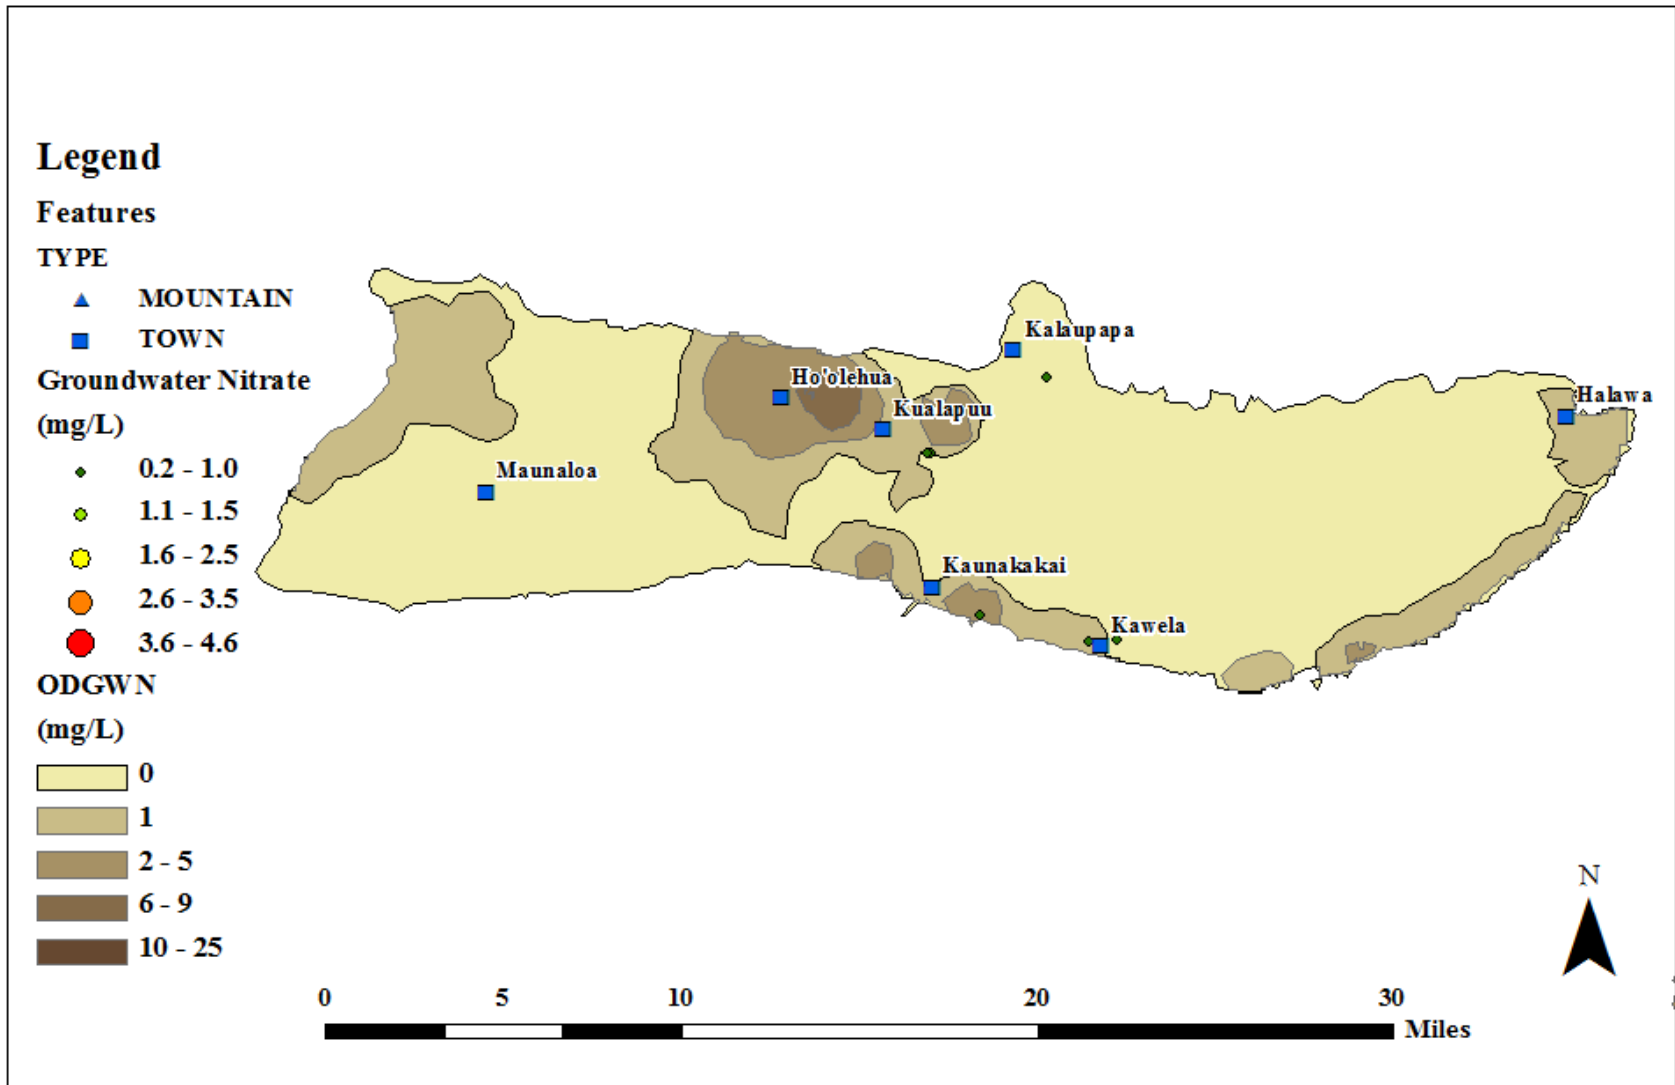 Legend
Features
TYPE
MOUNTAIN
TOWN
Groundwater Nitrate
(mg/L)
0.2 - 1.0
1.1 - 1.5
1.6 - 2.5
2.6 - 3.5
3.6 - 4.6
ODGWN
(mg/L)
0
1
2 - 5
6 - 9
10 - 25
Kalaupapa
Ho'olehua
Kualapuu
Halawa
Maunaloa
Kaunakakai
Kawela
N
0 5 10 20 30
Miles